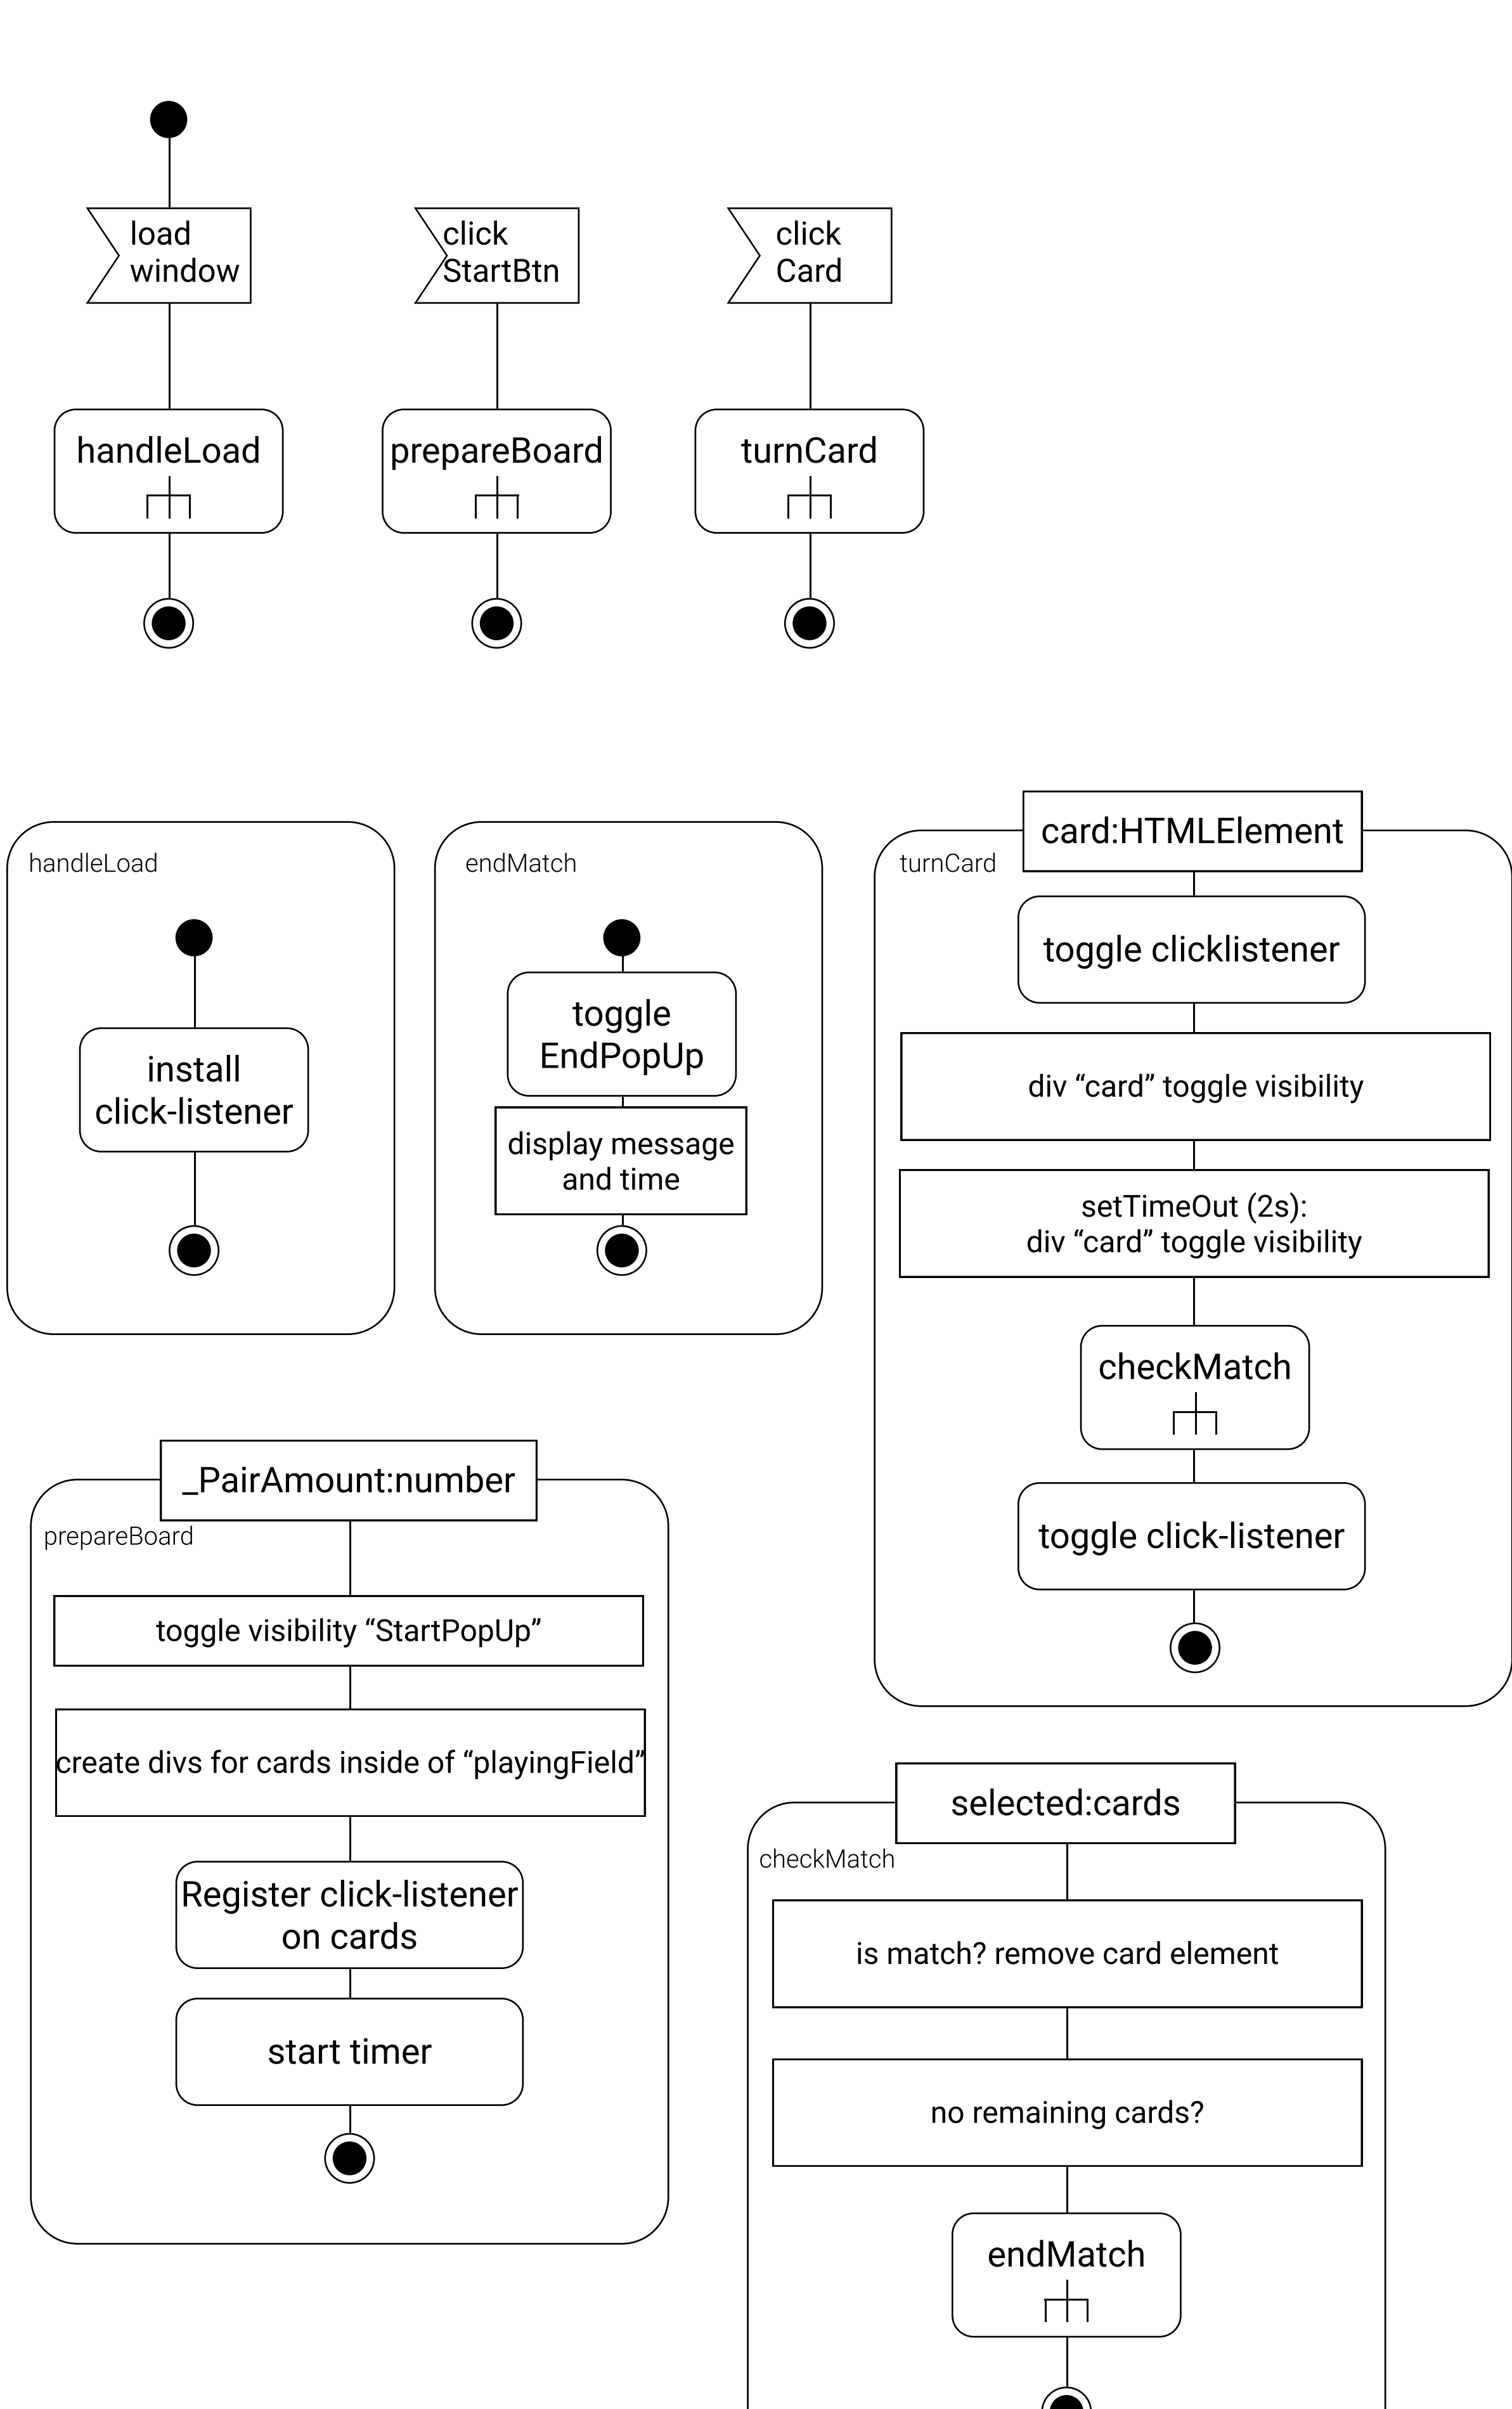 load
window
click
StartBtn
click
Card
handleLoad
prepareBoard
turnCard
handleLoad
install
click-listener
endMatch
toggle
EndPopUp
display message
and time
card:HTMLElement
turnCard
toggle clicklistener
div “card” toggle visibility
setTimeOut (2s):
div “card” toggle visibility
checkMatch
toggle click-listener
_PairAmount:number
prepareBoard
toggle visibility “StartPopUp”
create divs for cards inside of “playingField”
Register click-listener
on cards
start timer
selected:cards
checkMatch
is match? remove card element
no remaining cards?
endMatch